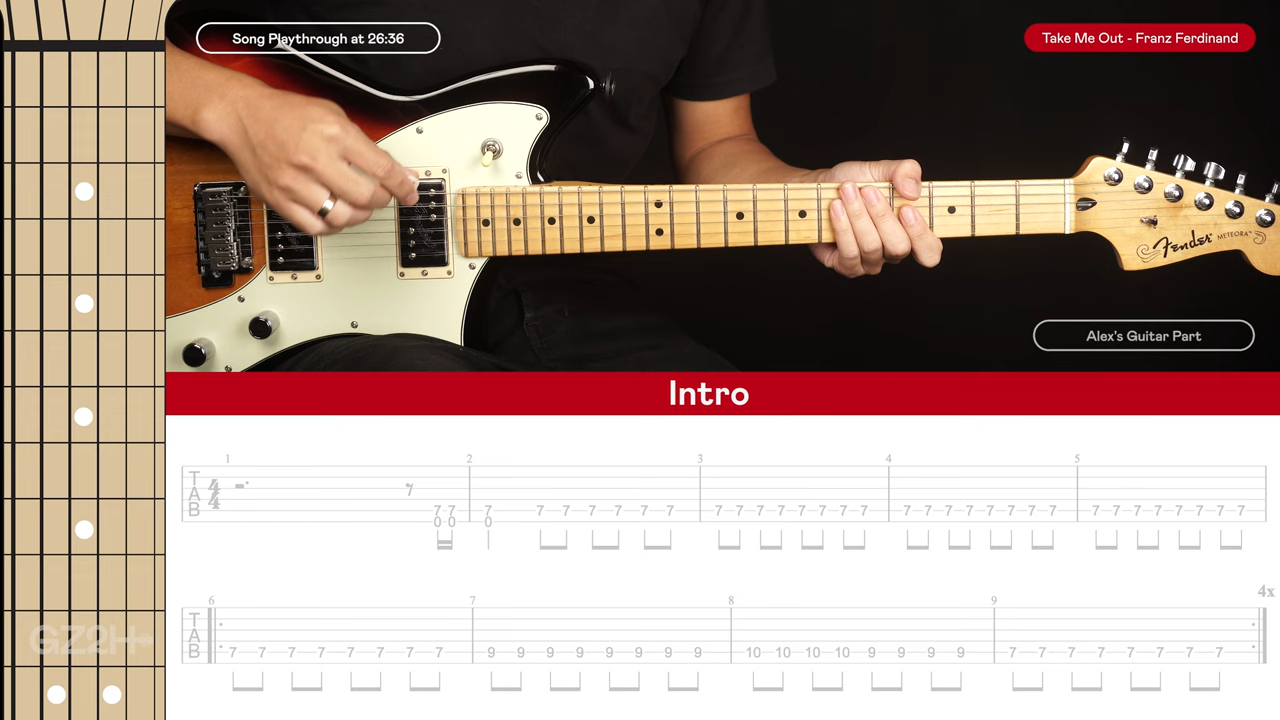 Song Playthrough at 26:36
Take Me Out - Franz Ferdinand
Fender METEORA
Alex's Guitar Part
Intro
1 2 3 4 5
T
A
B
4
4
7 7 7 7 7 7 7 7 7 7 7 7 7 7 7 7 7 7 7 7 7 7 7 7 7 7 7 7 7 7 7 7 7
0 0 0
6 7 8 9 4x
T
A
B
7 7 7 7 7 7 7 7 9 9 9 9 9 9 9 9 10 10 10 10 9 9 9 9 7 7 7 7 7 7 7 7
GZ2H